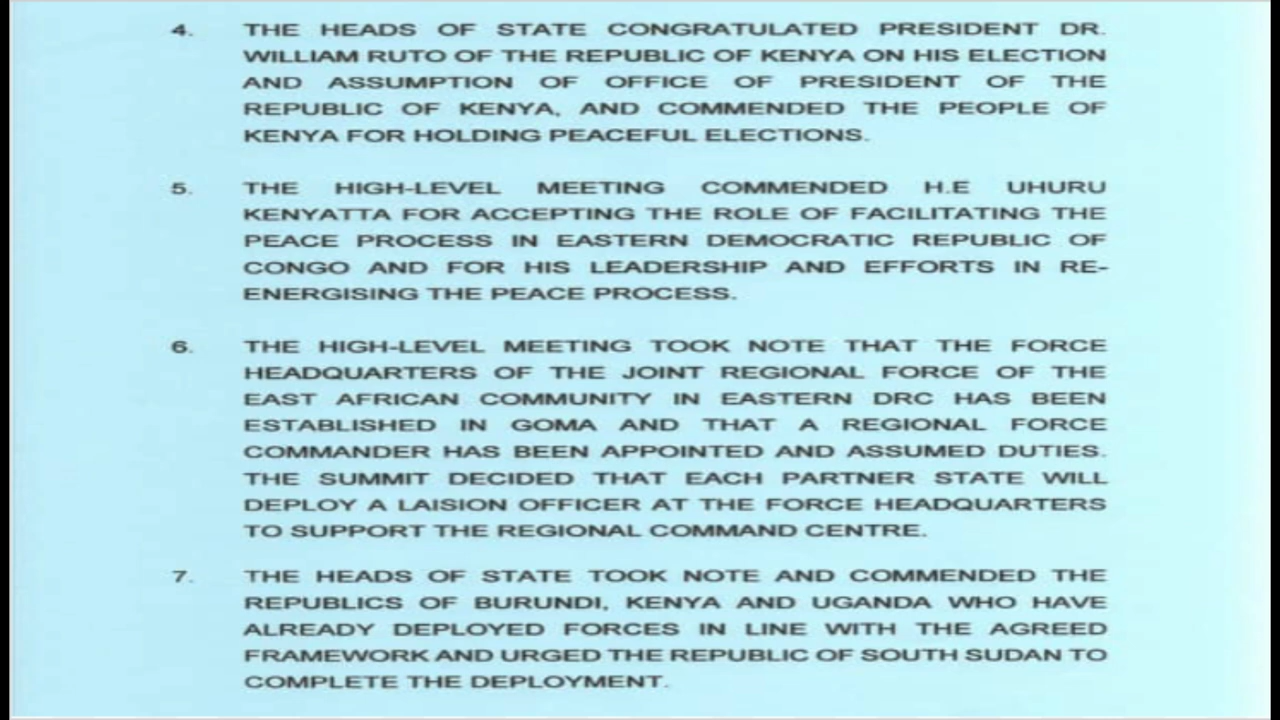 4. THE HEADS OF STATE CONGRATULATED PRESIDENT DR.
WILLIAM RUTO OF THE REPUBLIC OF KENYA ON HIS ELECTION
AND ASSUMPTION OF OFFICE OF PRESIDENT OF THE
REPUBLIC OF KENYA, AND COMMENDED THE PEOPLE OF
KENYA FOR HOLDING PEACEFUL ELECTIONS.
5. THE HIGH-LEVEL MEETING COMMENDED H.E UHURU
KENYATTA FOR ACCEPTING THE ROLE OF FACILITATING THE
PEACE PROCESS IN EASTERN DEMOCRATIC REPUBLIC OF
CONGO AND FOR HIS LEADERSHIP AND EFFORTS IN RE-
ENERGISING THE PEACE PROCESS.
6. THE HIGH-LEVEL MEETING TOOK NOTE THAT THE FORCE
HEADQUARTERS OF THE JOINT REGIONAL FORCE OF THE
EAST AFRICAN COMMUNITY IN EASTERN DRC HAS BEEN
ESTABLISHED IN GOMA AND THAT A REGIONAL FORCE
COMMANDER HAS BEEN APPOINTED AND ASSUMED DUTIES.
THE SUMMIT DECIDED THAT EACH PARTNER STATE WILL
DEPLOY A LAISION OFFICER AT THE FORCE HEADQUARTERS
TO SUPPORT THE REGIONAL COMMAND CENTRE.
7. THE HEADS OF STATE TOOK NOTE AND COMMENDED THE
REPUBLICS OF BURUNDI, KENYA AND UGANDA WHO HAVE
ALREADY DEPLOYED FORCES IN LINE WITH THE AGREED
FRAMEWORK AND URGED THE REPUBLIC OF SOUTH SUDAN TO
COMPLETE THE DEPLOYMENT.